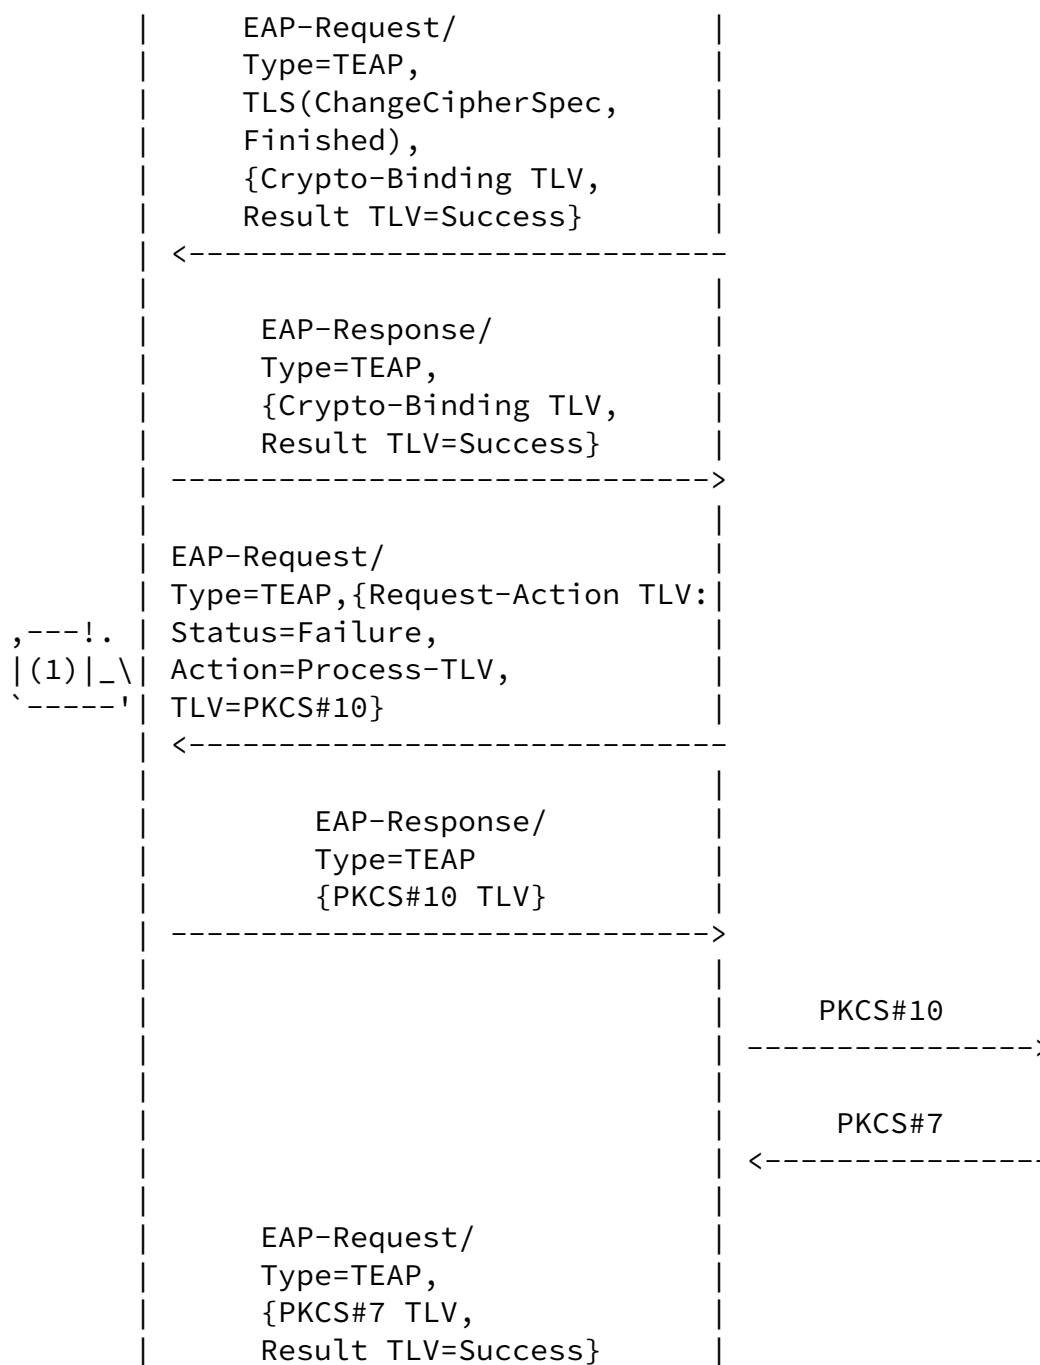 EAP-Request/
Type=TEAP,
TLS(ChangeCipherSpec,
Finished),
{Crypto-Binding TLV,
Result TLV=Success}
EAP-Response/
Type=TEAP,
{Crypto-Binding TLV,
Result TLV=Success}
EAP-Request/
Type=TEAP,{Request-Action TLV:
Status=Failure,
(1) Action=Process-TLV,
TLV=PKCS#10}
EAP-Response/
Type=TEAP
{PKCS#10 TLV}
PKCS#10
PKCS#7
EAP-Request/
Type=TEAP,
{PKCS#7 TLV,
Result TLV=Success}